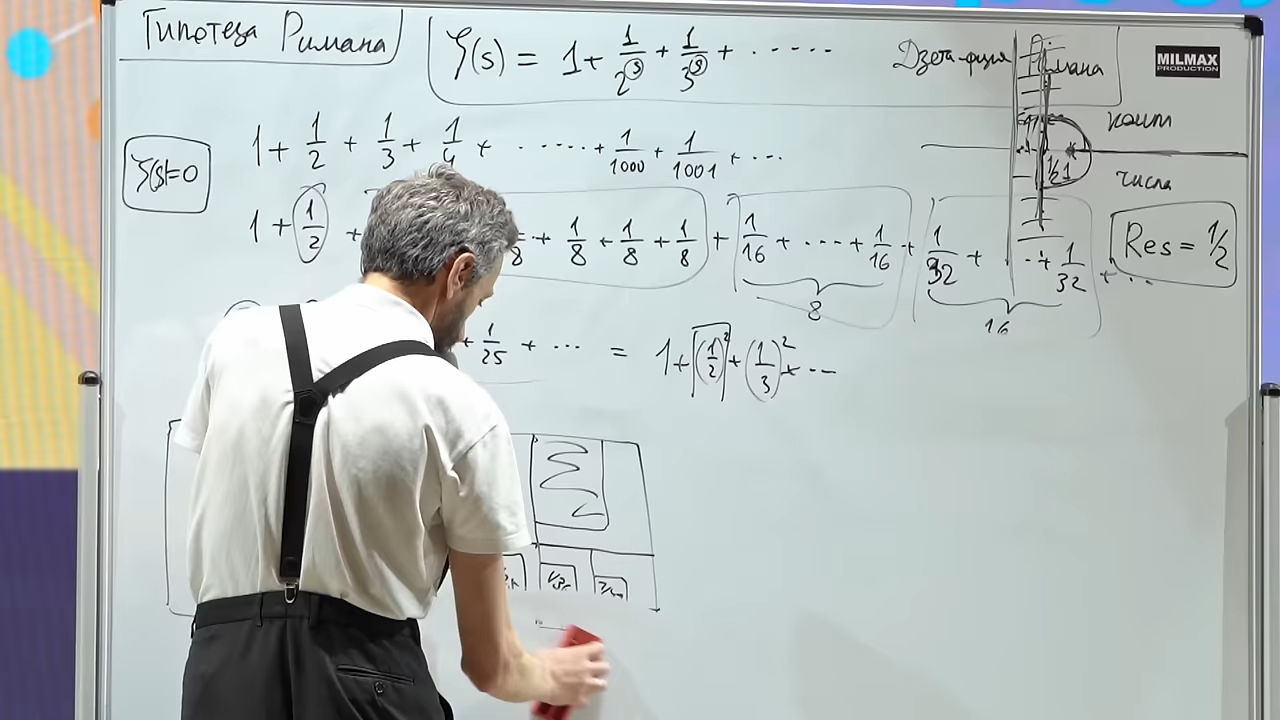 Гипотеза Римана
ζ(s) = 1 + 1/2^s + 1/3^s + ·····
Дзета-функция Римана
MILMAX
PRODUCTION
1 + 1/2 + 1/3 + 1/4 + ····· + 1/1000 + 1/1001 + ...
ζ(s)=0
компл
числа
1/2 1
1 + 1/2 + 1/8 + 1/8 + 1/8 + 1/8 + 1/16 + ··· + 1/16 + 1/32 + ··· + 1/32 + ...
8
16
Res = 1/2
+ 1/25 + ··· = 1 + (1/2)² + (1/3)² + ···